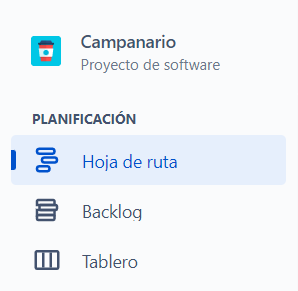 Campanario
Proyecto de software
PLANIFICACIÓN
Hoja de ruta
Backlog
Tablero